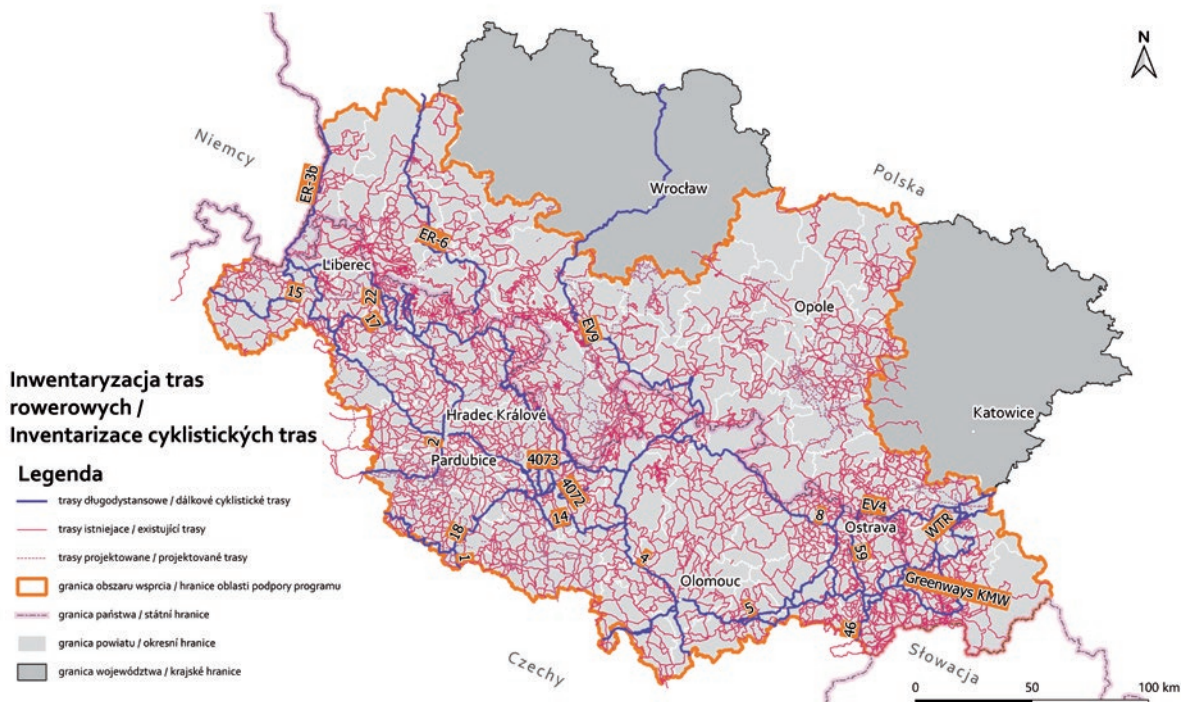 N
Niemcy
Polska
ER-3b
Wrocław
ER-6
Liberec
15
22
17
Opole
EV9
Inwentaryzacja tras
rowerowych /
Inventarizace cyklistických tras
Katowice
Hradec Králové
2
Pardubice
4073
4072
14
18
1
EV4
8
Ostrava
WTR
59
4
Olomouc
Greenways KMW
5
46
Czechy
Słowacja
Legenda
trasy długodystansowe / dálkové cyklistické trasy
trasy istniejace / existující trasy
trasy projektowane / projektované trasy
granica obszaru wsprcia / hranice oblasti podpory programu
granica państwa / státní hranice
granica powiatu / okresní hranice
granica województwa / krajské hranice
0 50 100 km